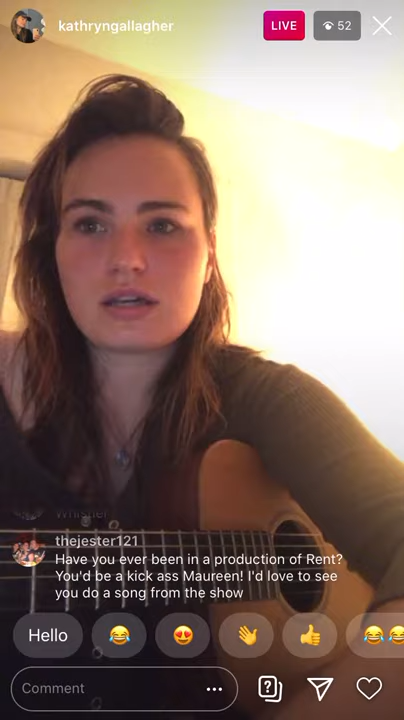 kathryngallagher
LIVE
52
Whisher
thejester121
Have you ever been in a production of Rent?
You'd be a kick ass Maureen! I'd love to see
you do a song from the show
Hello
Comment